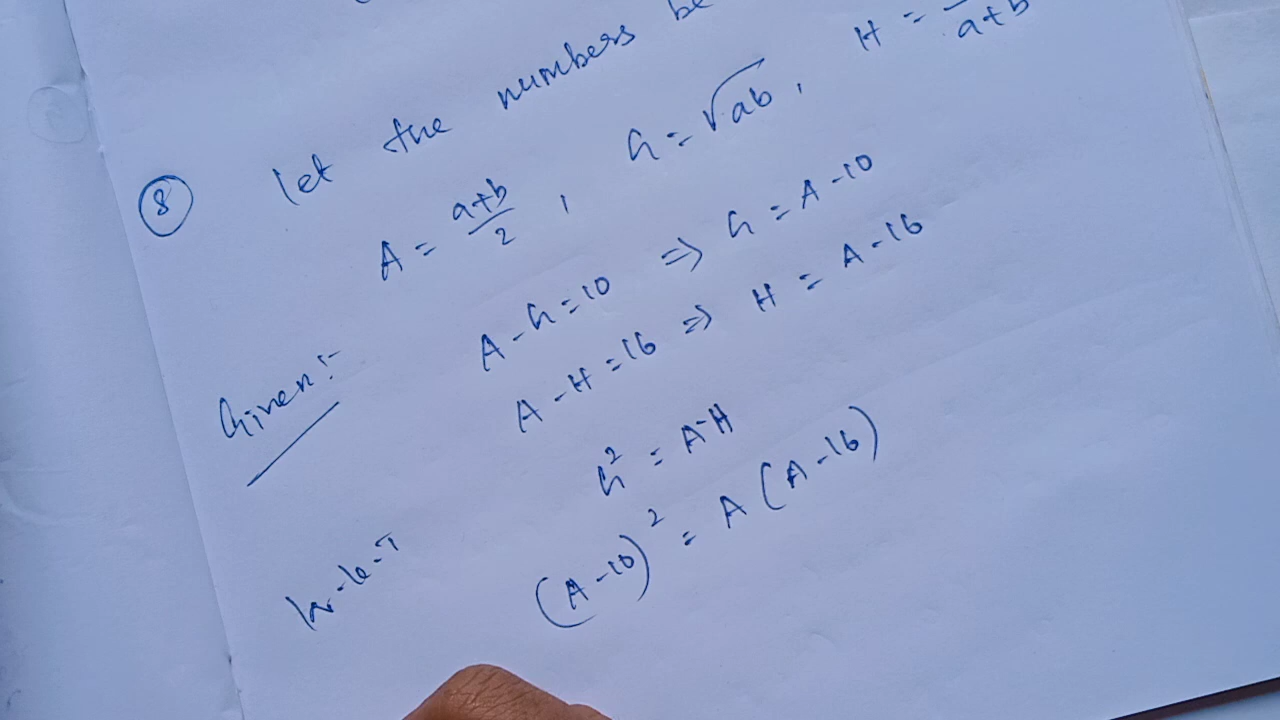 ⑧ let the numbers be
A = a+b/2 , G = √ab , H = /a+b
Given :- A - G = 10 ⇒ G = A - 10
A - H = 16 ⇒ H = A - 16
W.K.T G² = A·H
(A - 10)² = A (A - 16)